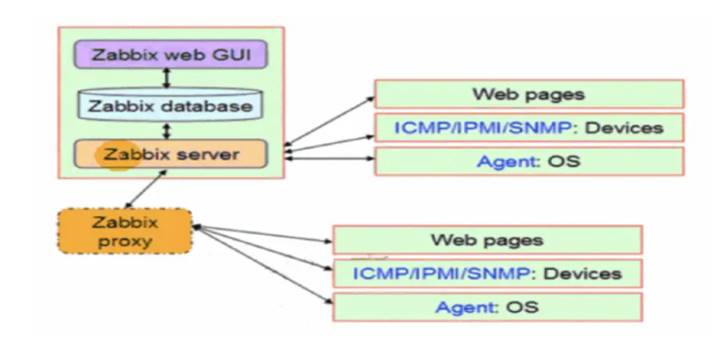 Zabbix web GUI
Zabbix database
Zabbix server
Web pages
ICMP/IPMI/SNMP: Devices
Agent: OS
Zabbix
proxy
Web pages
ICMP/IPMI/SNMP: Devices
Agent: OS